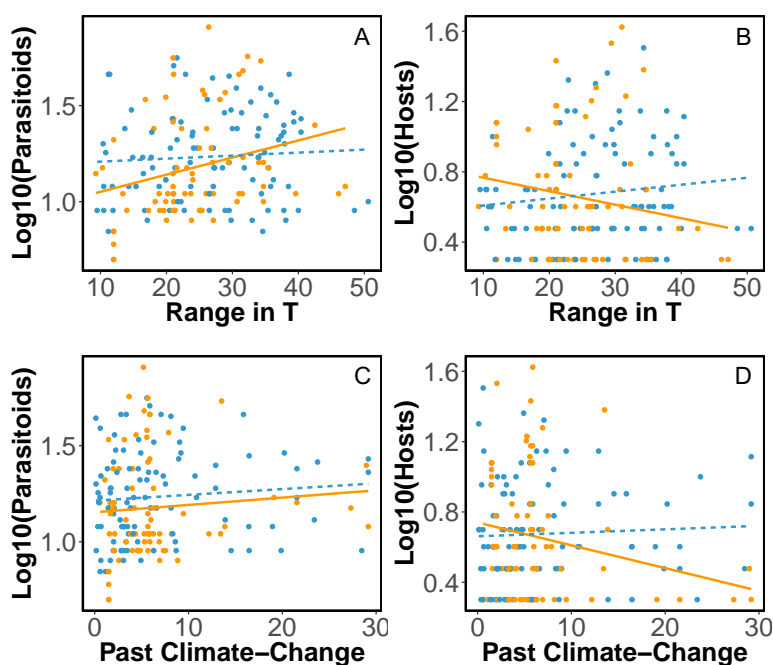 A
B
Log10(Parasitoids)
1.5
1.0
Log10(Hosts)
1.6
1.2
0.8
0.4
10 20 30 40 50
10 20 30 40 50
Range in T
Range in T
C
D
Log10(Parasitoids)
1.5
1.0
Log10(Hosts)
1.6
1.2
0.8
0.4
0 10 20 30
0 10 20 30
Past Climate−Change
Past Climate−Change